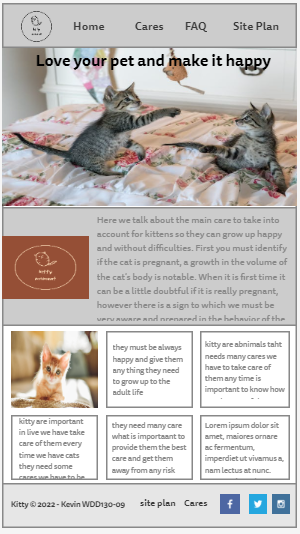 Home Cares FAQ Site Plan
Love your pet and make it happy
Here we talk about the main care to take into
account for kittens so they can grow up happy
and without difficulties. First you must identify
if the cat is pregnant, a growth in the volume of
the cat's body is notable. When it is first time it
can be a little doubtful if it is really pregnant,
however there is a sign to which we must be
very aware and prepared in the behavior of the
kitty
they must be always
happy and give them
any thing they need
to grow up to the
adult life
kitty are abnimals taht
needs many cares we
have to take care of
them any time is
important to know how
kitty are important
in live we have take
care of them every
time we have cats
they need some
cares we have to be
they need many care
what is importaant to
provide them the best
care and get them
away from any risk
Lorem ipsum dolor sit
amet, maiores ornare
ac fermentum,
imperdiet ut vivamus a,
nam lectus at nunc.
Kitty © 2022 - Kevin WDD130-09 site plan Cares